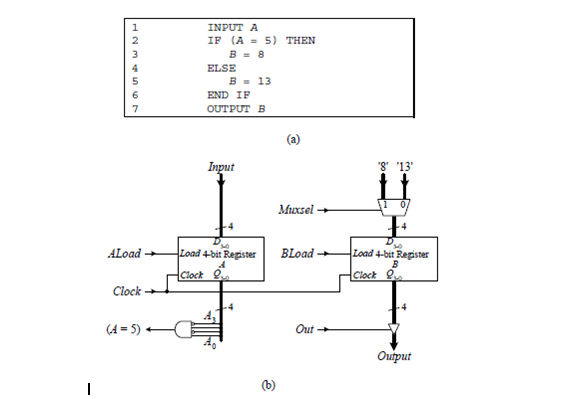 1 INPUT A
2 IF (A = 5) THEN
3 B = 8
4 ELSE
5 B = 13
6 END IF
7 OUTPUT B
(a)
Input
'8' '13'
Muxsel
1 0
4
4
D3-0
D3-0
ALoad
Load 4-bit Register
BLoad
Load 4-bit Register
A
B
Clock Q3-0
Clock Q3-0
Clock
4
4
A3
(A = 5)
Out
A0
Output
(b)